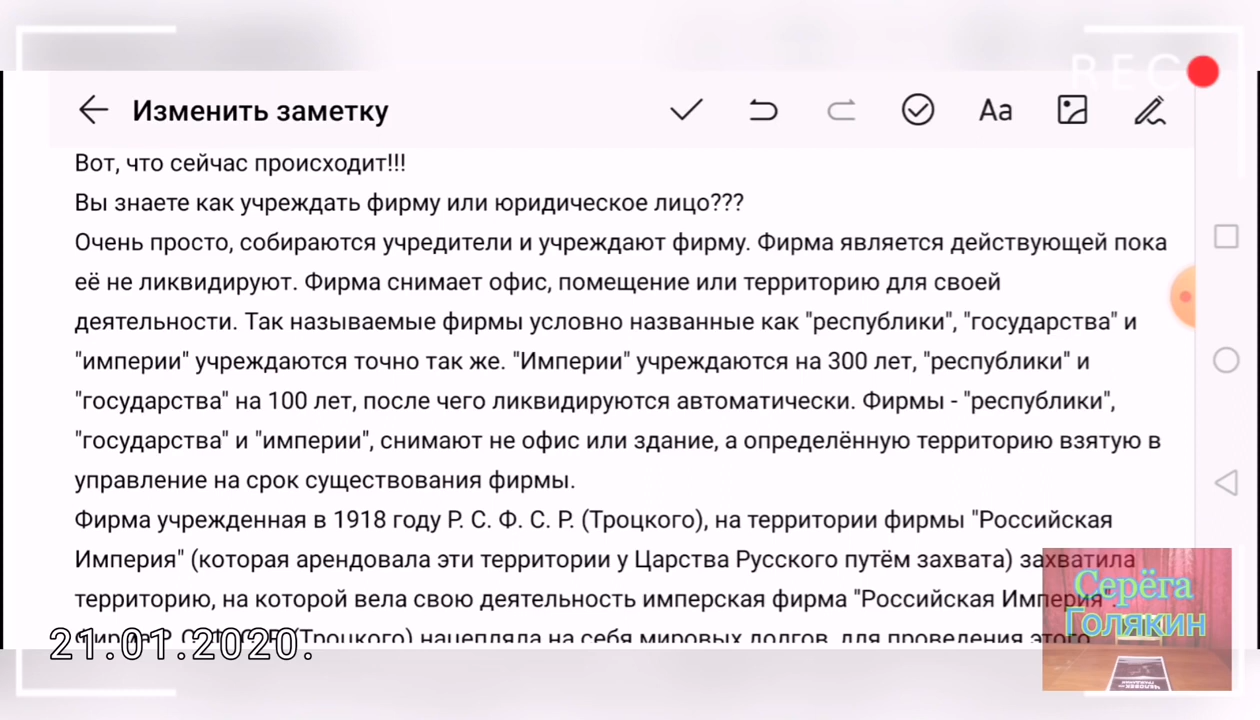 REC
Изменить заметку
Aa
Вот, что сейчас происходит!!!
Вы знаете как учреждать фирму или юридическое лицо???
Очень просто, собираются учредители и учреждают фирму. Фирма является действующей пока
её не ликвидируют. Фирма снимает офис, помещение или территорию для своей
деятельности. Так называемые фирмы условно названные как "республики", "государства" и
"империи" учреждаются точно так же. "Империи" учреждаются на 300 лет, "республики" и
"государства" на 100 лет, после чего ликвидируются автоматически. Фирмы - "республики",
"государства" и "империи", снимают не офис или здание, а определённую территорию взятую в
управление на срок существования фирмы.
Фирма учрежденная в 1918 году Р. С. Ф. С. Р. (Троцкого), на территории фирмы "Российская
Империя" (которая арендовала эти территории у Царства Русского путём захвата) захватила
территорию, на которой вела свою деятельность имперская фирма "Российская Империя".
(Троцкого) нацепляла на себя мировых долгов, для проведения этого
21.01.2020.
Серёга
Голякин